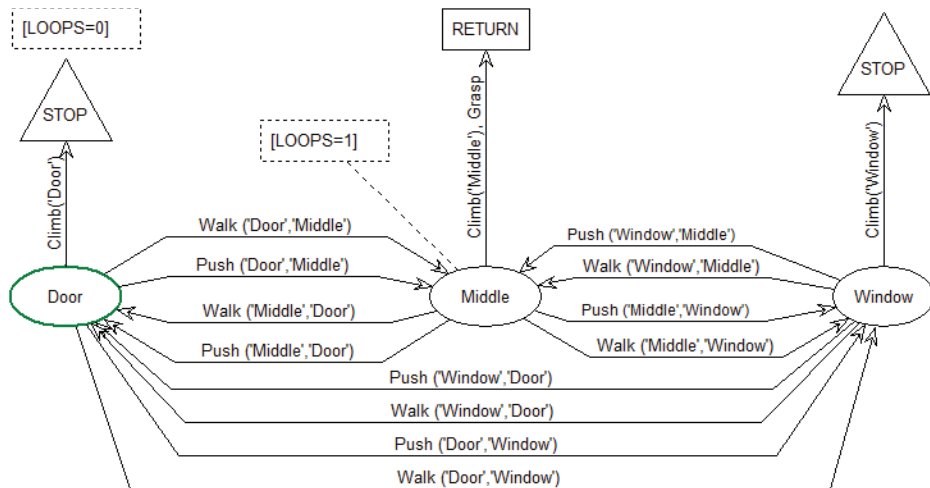 [LOOPS=0]
RETURN
STOP
STOP
Climb('Door')
Climb('Middle'), Grasp
Climb('Window')
[LOOPS=1]
Walk ('Door','Middle')
Push ('Window','Middle')
Push ('Door','Middle')
Walk ('Window','Middle')
Door
Middle
Window
Walk ('Middle','Door')
Push ('Middle','Window')
Push ('Middle','Door')
Walk ('Middle','Window')
Push ('Window','Door')
Walk ('Window','Door')
Push ('Door','Window')
Walk ('Door','Window')